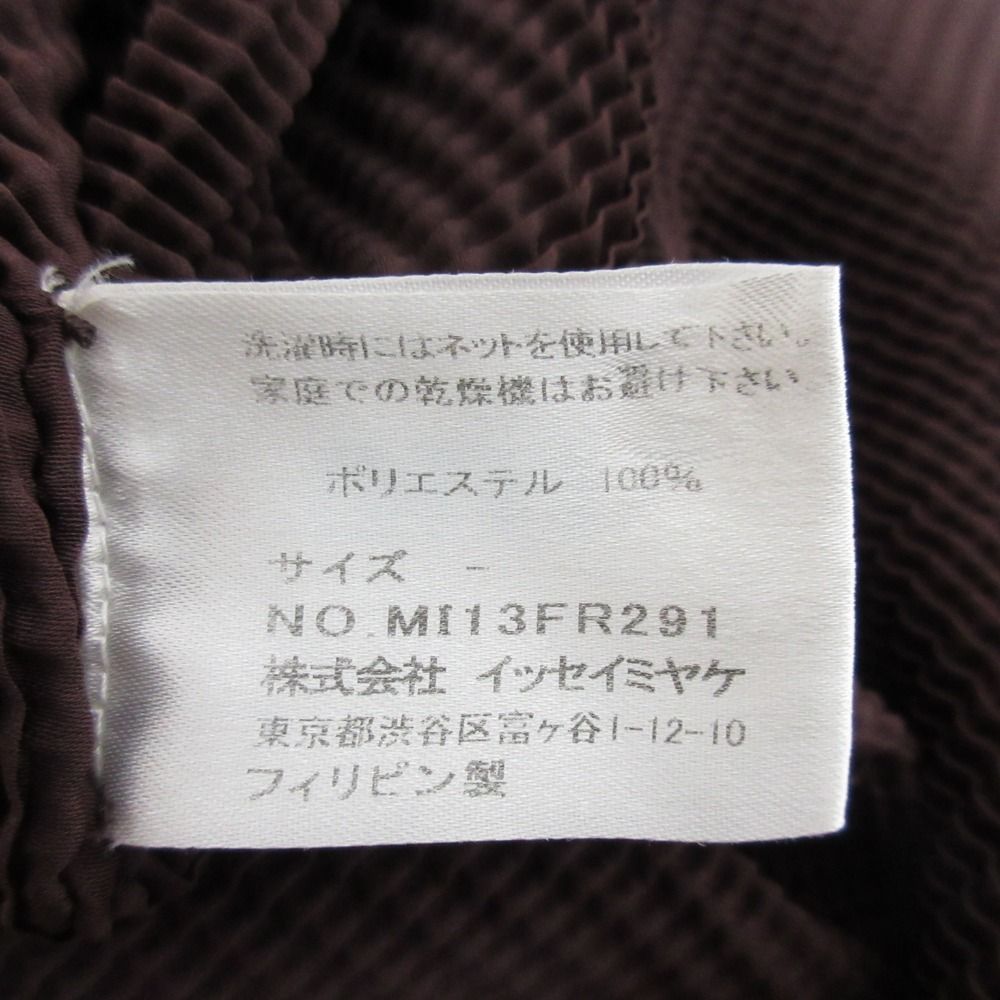 洗濯時にはネットを使用して下さい。
家庭での乾燥機はお避け下さい
ポリエステル 100%
サイズ -
NO.MI13FR291
株式会社 イッセイミヤケ
東京都渋谷区富ヶ谷1-12-10
フィリピン製